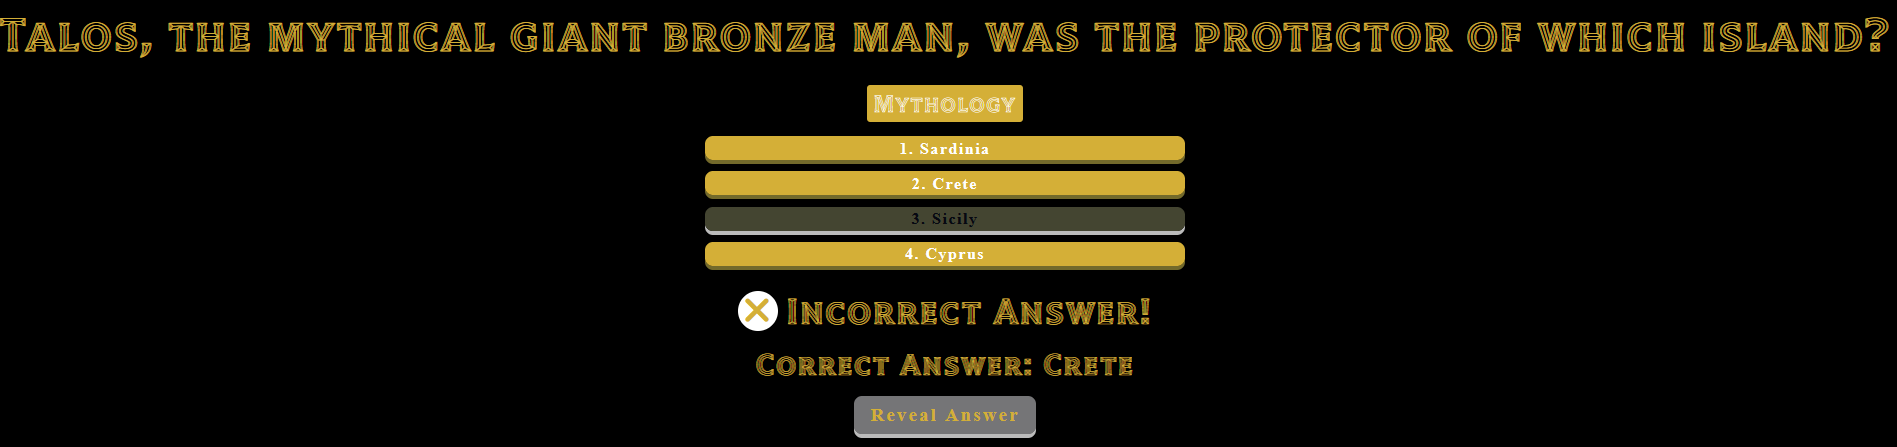 Talos, the mythical giant bronze man, was the protector of which island?
Mythology
1. Sardinia
2. Crete
3. Sicily
4. Cyprus
Incorrect Answer!
Correct Answer: Crete
Reveal Answer